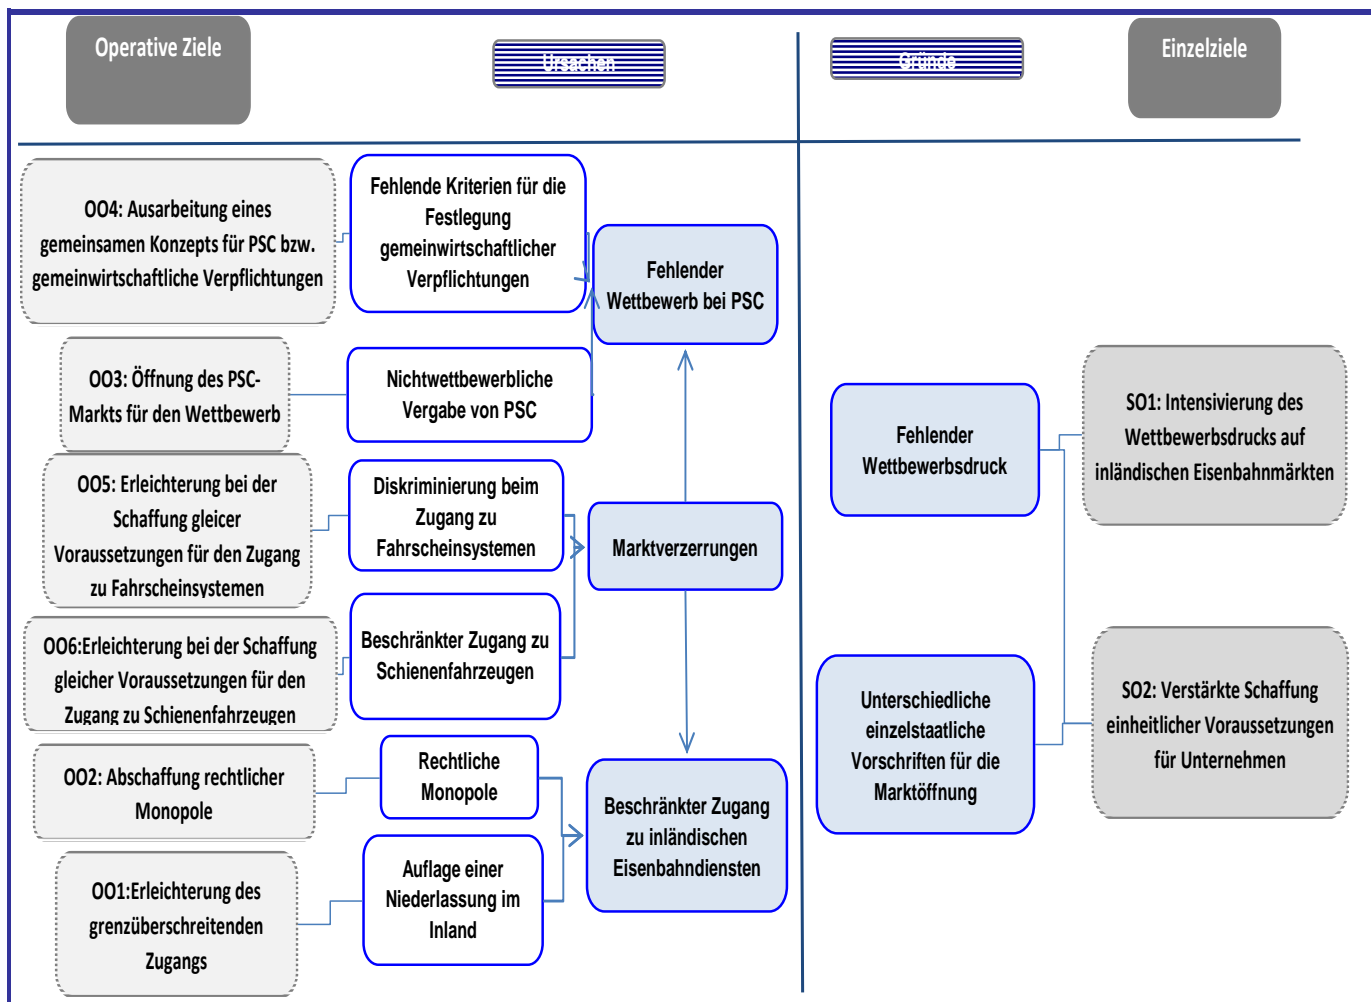 Operative Ziele
Ursachen
Gründe
Einzelziele
OO4: Ausarbeitung eines
gemeinsamen Konzepts für PSC bzw.
gemeinwirtschaftliche Verpflichtungen
Fehlende Kriterien für die
Festlegung
gemeinwirtschaftlicher
Verpflichtungen
Fehlender
Wettbewerb bei PSC
OO3: Öffnung des PSC-
Markts für den Wettbewerb
Nichtwettbewerbliche
Vergabe von PSC
OO5: Erleichterung bei der
Schaffung gleicer
Voraussetzungen für den Zugang
zu Fahrscheinsystemen
Diskriminierung beim
Zugang zu
Fahrscheinsystemen
Marktverzerrungen
OO6:Erleichterung bei der Schaffung
gleicher Voraussetzungen für den
Zugang zu Schienenfahrzeugen
Beschränkter Zugang zu
Schienenfahrzeugen
OO2: Abschaffung rechtlicher
Monopole
Rechtliche
Monopole
Beschränkter Zugang
zu inländischen
Eisenbahndiensten
OO1:Erleichterung des
grenzüberschreitenden
Zugangs
Auflage einer
Niederlassung im
Inland
Fehlender
Wettbewerbsdruck
SO1: Intensivierung des
Wettbewerbsdrucks auf
inländischen Eisenbahnmärkten
Unterschiedliche
einzelstaatliche
Vorschriften für die
Marktöffnung
SO2: Verstärkte Schaffung
einheitlicher Voraussetzungen
für Unternehmen